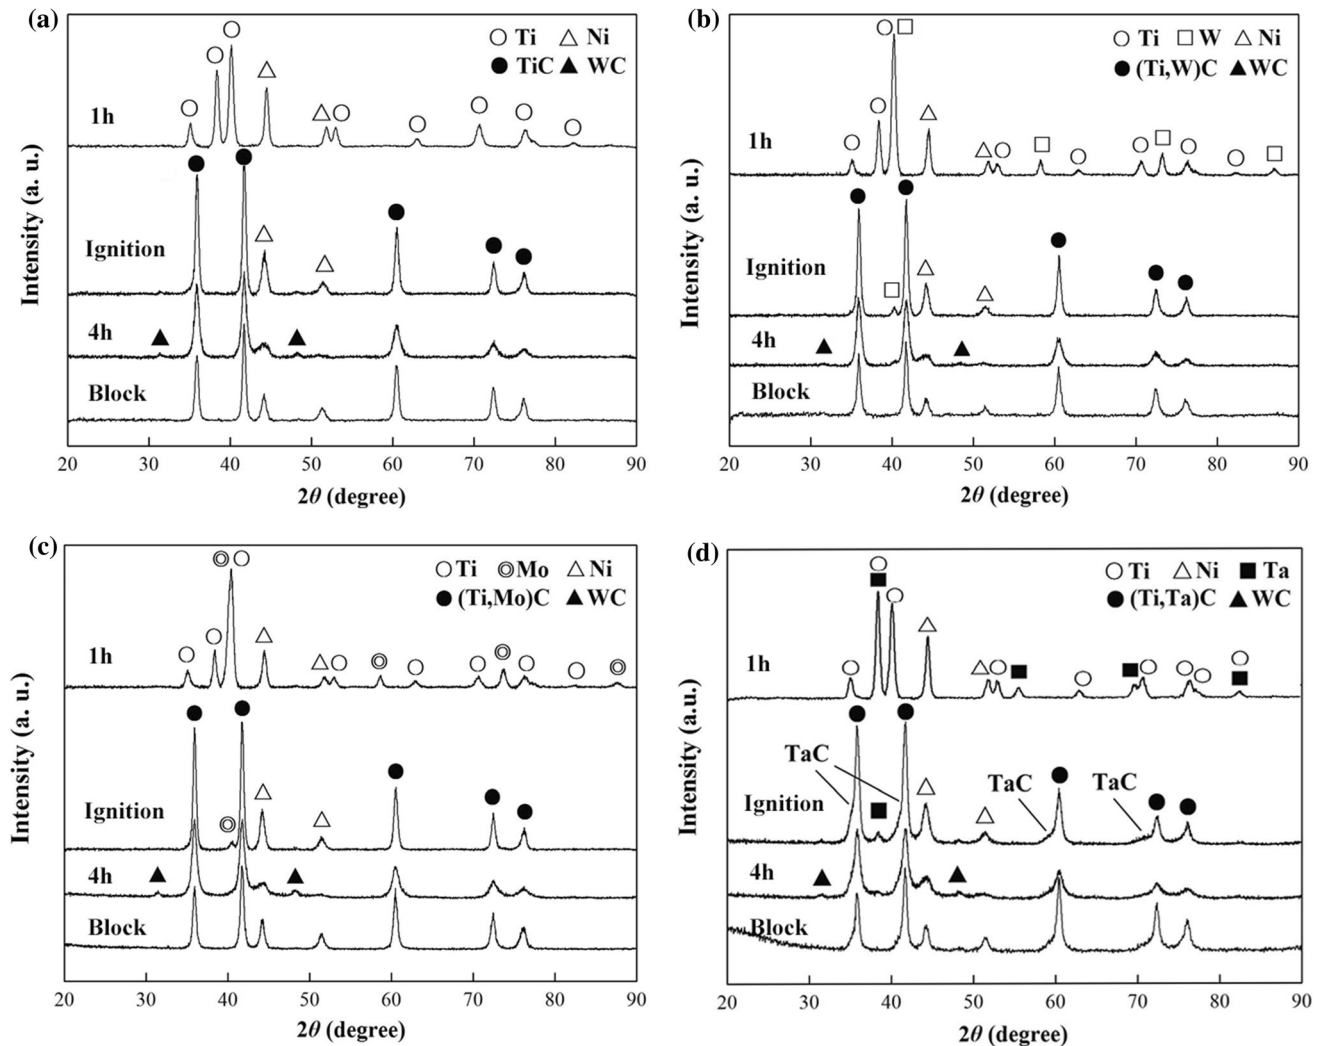 (a)
○ Ti △ Ni
● TiC ▲ WC
1h
Ignition
4h
Block
Intensity (a. u.)
20 30 40 50 60 70 80 90
2θ (degree)
(b)
○ Ti □ W △ Ni
● (Ti,W)C ▲ WC
1h
Ignition
4h
Block
Intensity (a. u.)
20 30 40 50 60 70 80 90
2θ (degree)
(c)
○ Ti ◎ Mo △ Ni
● (Ti,Mo)C ▲ WC
1h
Ignition
4h
Block
Intensity (a. u.)
20 30 40 50 60 70 80 90
2θ (degree)
(d)
○ Ti △ Ni ■ Ta
● (Ti,Ta)C ▲ WC
1h
TaC
TaC TaC
Ignition
4h
Block
Intensity (a.u.)
20 30 40 50 60 70 80 90
2θ (degree)